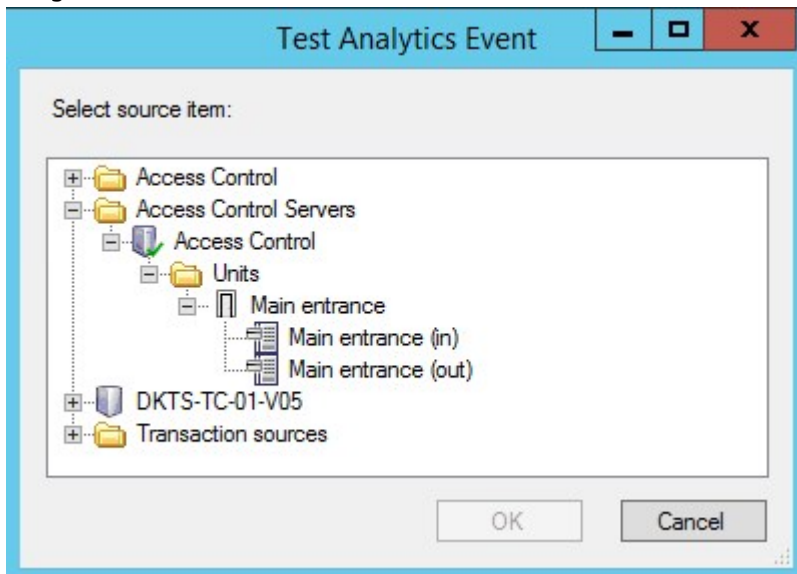 Test Analytics Event
Select source item:
Access Control
Access Control Servers
Access Control
Units
Main entrance
Main entrance (in)
Main entrance (out)
DKTS-TC-01-V05
Transaction sources
OK
Cancel